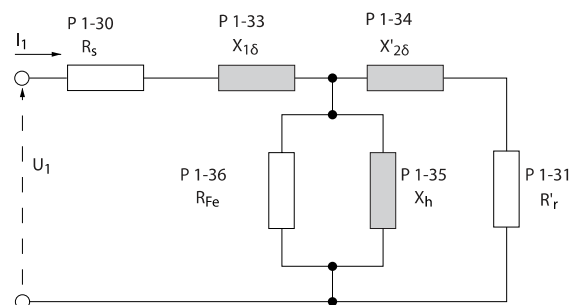 P 1-30
R_s
P 1-33
X_1δ
P 1-34
X'_2δ
I_1
U_1
P 1-36
R_Fe
P 1-35
X_h
P 1-31
R'_r